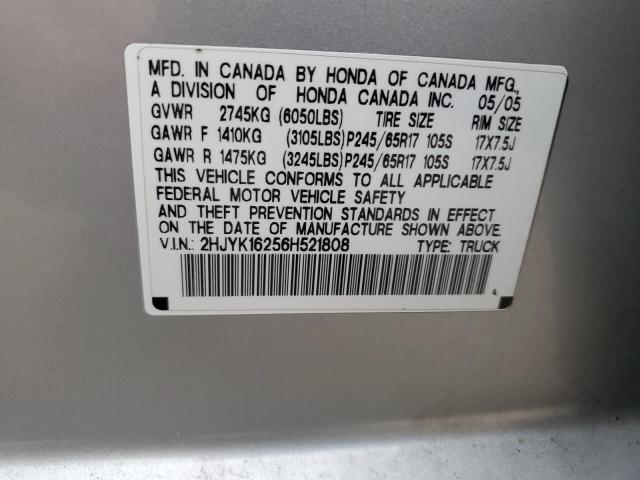 MFD. IN CANADA BY HONDA OF CANADA MFG.,
A DIVISION OF HONDA CANADA INC. 05/05
GVWR 2745KG (6050LBS) TIRE SIZE RIM SIZE
GAWR F 1410KG (3105LBS)P245/65R17 105S 17X7.5J
GAWR R 1475KG (3245LBS)P245/65R17 105S 17X7.5J
THIS VEHICLE CONFORMS TO ALL APPLICABLE
FEDERAL MOTOR VEHICLE SAFETY
AND THEFT PREVENTION STANDARDS IN EFFECT
ON THE DATE OF MANUFACTURE SHOWN ABOVE.
V.I.N.: 2HJYK16256H521808 TYPE: TRUCK